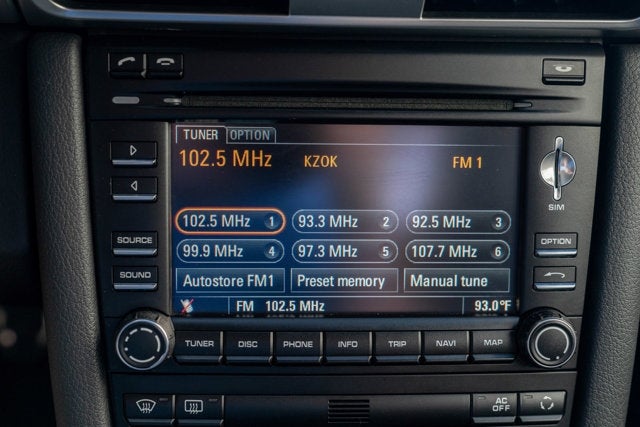 TUNER OPTION
102.5 MHz KZOK FM 1
102.5 MHz 1 93.3 MHz 2 92.5 MHz 3
99.9 MHz 4 97.3 MHz 5 107.7 MHz 6
Autostore FM1 Preset memory Manual tune
FM 102.5 MHz 93.0°F
SIM
SOURCE
OPTION
SOUND
TUNER DISC PHONE INFO TRIP NAVI MAP
AC
OFF